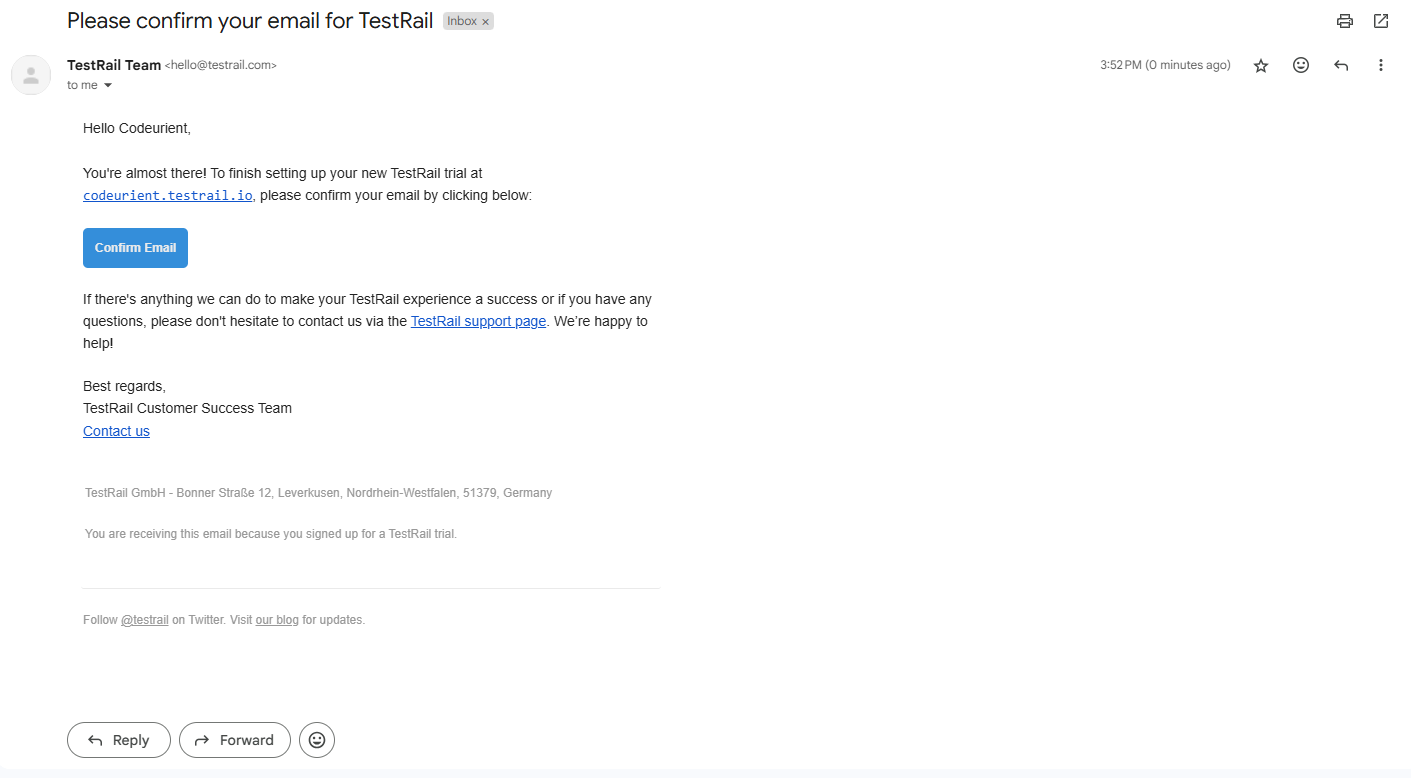 Please confirm your email for TestRail Inbox ×
TestRail Team <hello@testrail.com>
3:52 PM (0 minutes ago)
to me
Hello Codeurient,
You're almost there! To finish setting up your new TestRail trial at
codeurient.testrail.io, please confirm your email by clicking below:
Confirm Email
If there's anything we can do to make your TestRail experience a success or if you have any
questions, please don't hesitate to contact us via the TestRail support page. We’re happy to
help!
Best regards,
TestRail Customer Success Team
Contact us
TestRail GmbH - Bonner Straße 12, Leverkusen, Nordrhein-Westfalen, 51379, Germany
You are receiving this email because you signed up for a TestRail trial.
Follow @testrail on Twitter. Visit our blog for updates.
Reply Forward